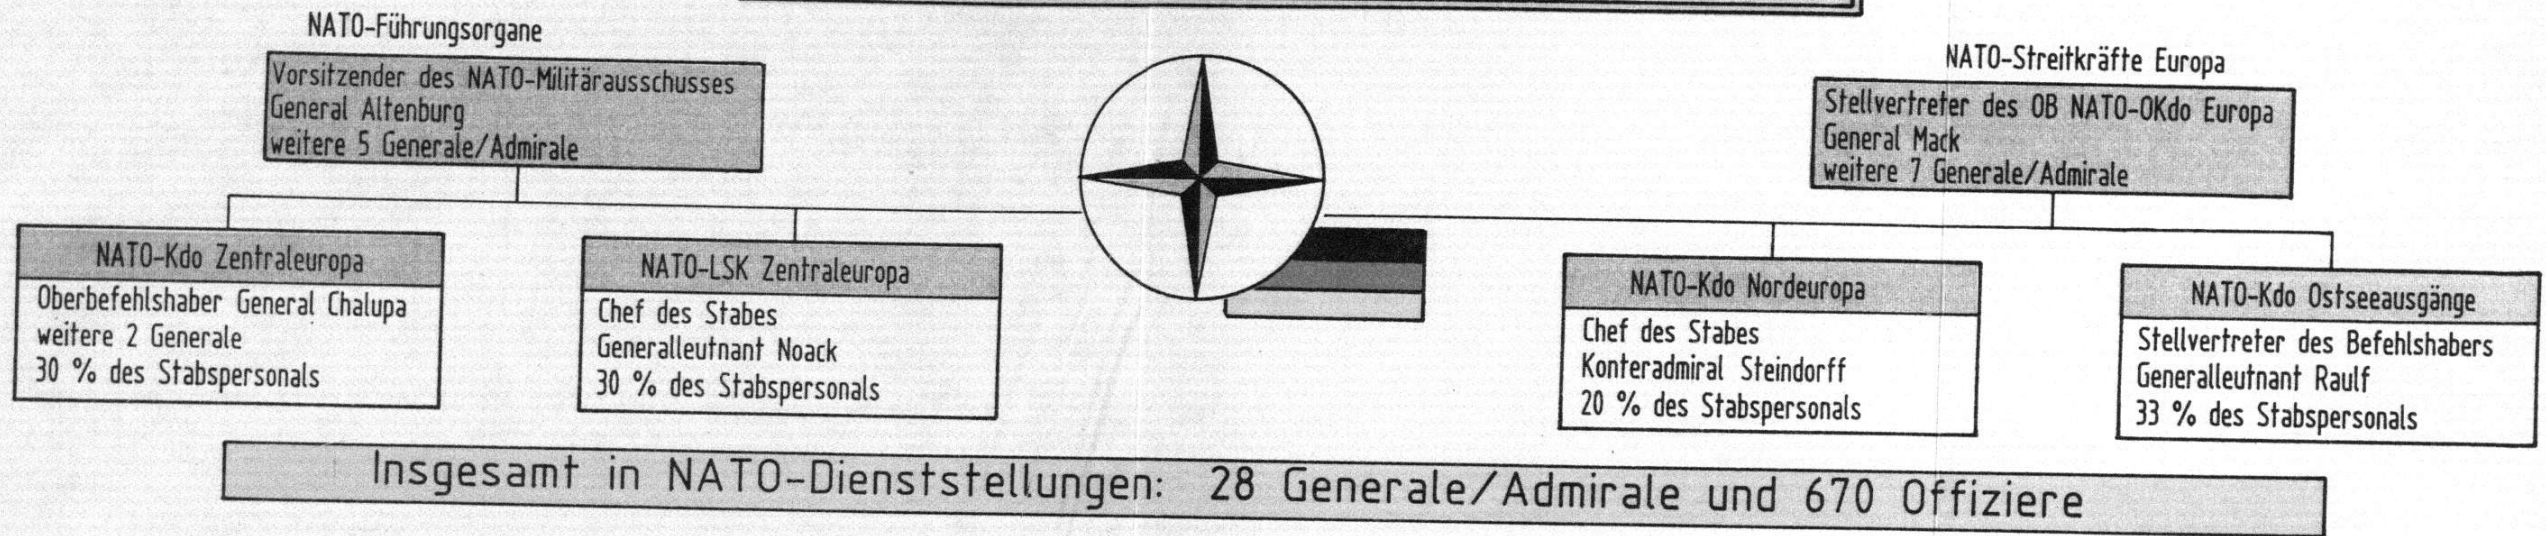 NATO-Führungsorgane
Vorsitzender des NATO-Militärausschusses
General Altenburg
weitere 5 Generale/Admirale
NATO-Streitkräfte Europa
Stellvertreter des OB NATO-OKdo Europa
General Mack
weitere 7 Generale/Admirale
NATO-Kdo Zentraleuropa
Oberbefehlshaber General Chalupa
weitere 2 Generale
30 % des Stabspersonals
NATO-LSK Zentraleuropa
Chef des Stabes
Generalleutnant Noack
30 % des Stabspersonals
NATO-Kdo Nordeuropa
Chef des Stabes
Konteradmiral Steindorff
20 % des Stabspersonals
NATO-Kdo Ostseeausgänge
Stellvertreter des Befehlshabers
Generalleutnant Raulf
33 % des Stabspersonals
Insgesamt in NATO-Dienststellungen: 28 Generale/Admirale und 670 Offiziere